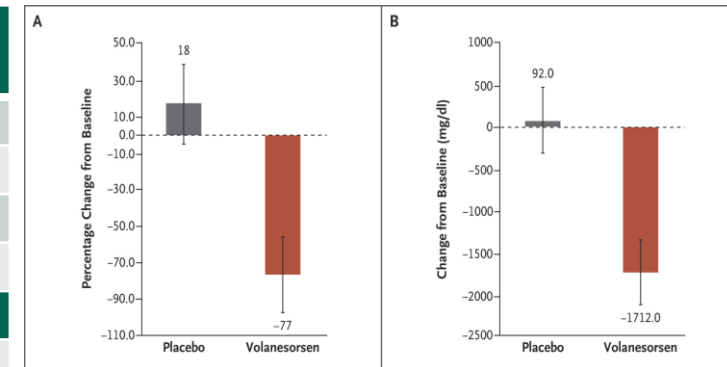 A
Percentage Change from Baseline
50.0
30.0
10.0
0.0
−10.0
−30.0
−50.0
−70.0
−90.0
−110.0
18
−77
Placebo
Volanesorsen
B
Change from Baseline (mg/dl)
1000
500
0
−500
−1000
−1500
−2000
−2500
92.0
−1712.0
Placebo
Volanesorsen